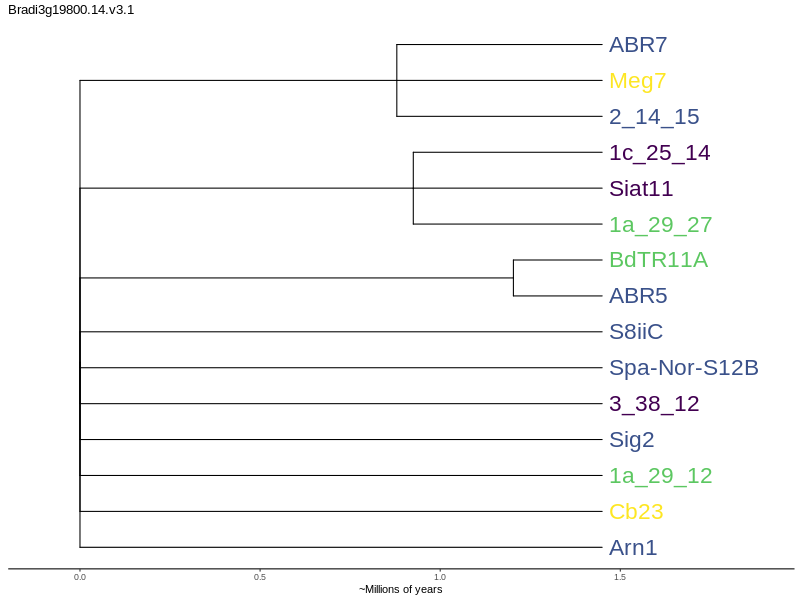 Bradi3g19800.14.v3.1
ABR7
Meg7
2_14_15
1c_25_14
Siat11
1a_29_27
BdTR11A
ABR5
S8iiC
Spa-Nor-S12B
3_38_12
Sig2
1a_29_12
Cb23
Arn1
0.0 0.5 1.0 1.5
~Millions of years